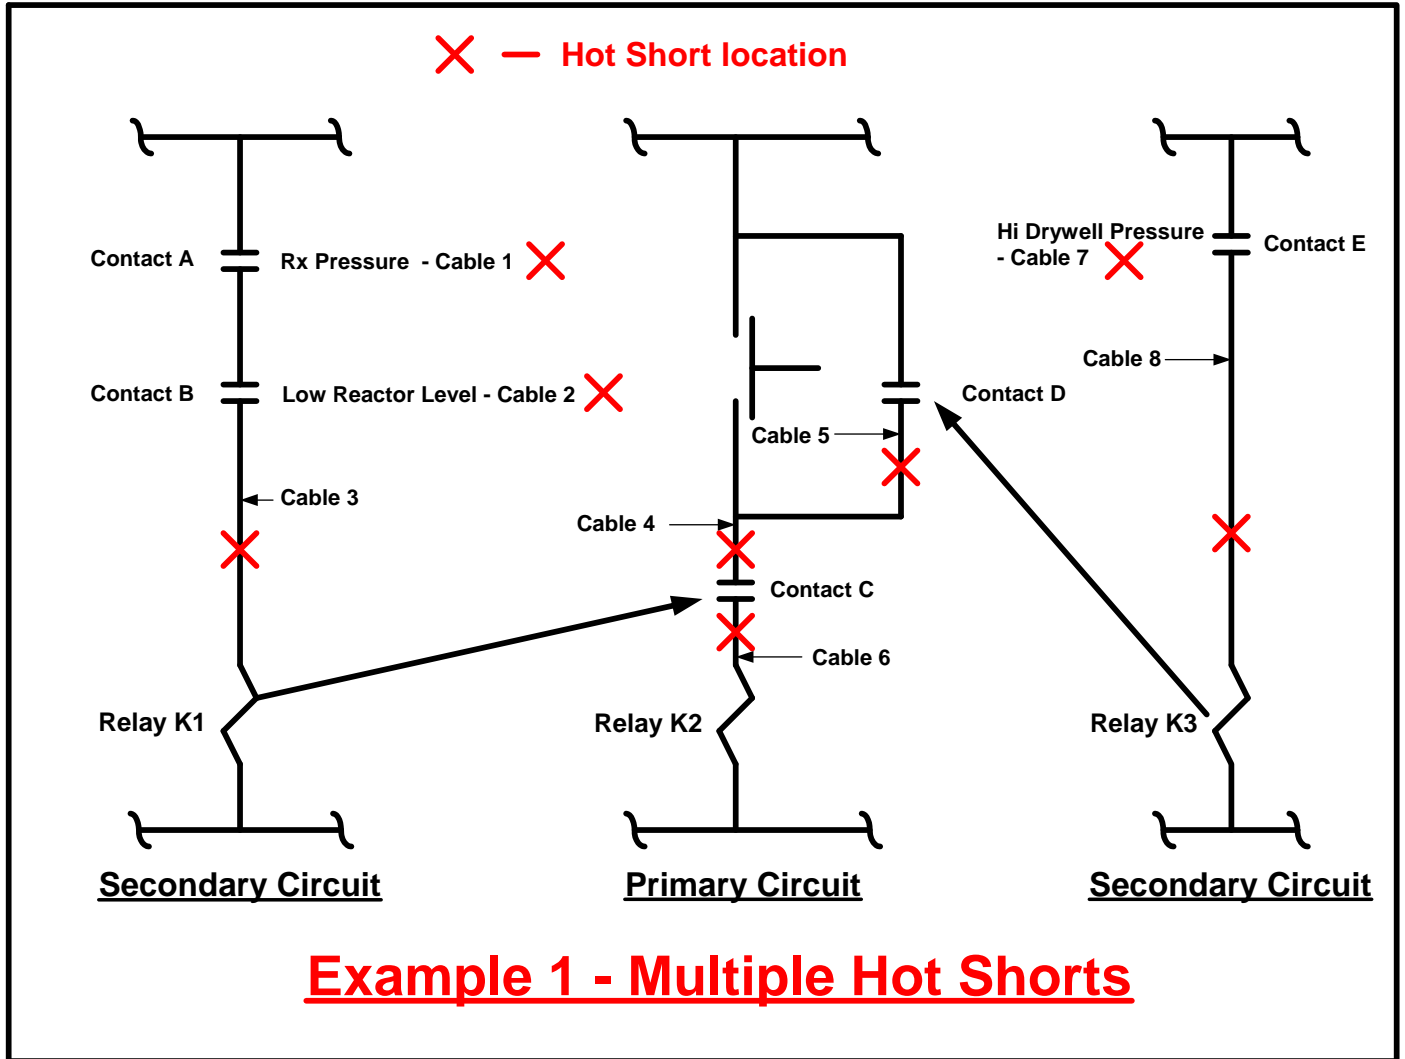 — Hot Short location
Contact A
Rx Pressure - Cable 1
Hi Drywell Pressure
- Cable 7
Contact E
Cable 8
Contact B
Low Reactor Level - Cable 2
Contact D
Cable 5
Cable 3
Cable 4
Contact C
Cable 6
Relay K1
Relay K2
Relay K3
Secondary Circuit
Primary Circuit
Secondary Circuit
Example 1 - Multiple Hot Shorts